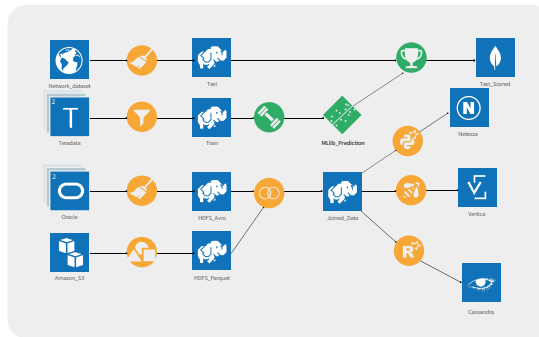 Network_dataset
Test
Test_Scored
2
T
Teradata
Train
MLlib_Prediction
N
Netezza
2
Oracle
HDFS_Avro
Joined_Data
Vertica
Amazon_S3
HDFS_Parquet
R
Cassandra